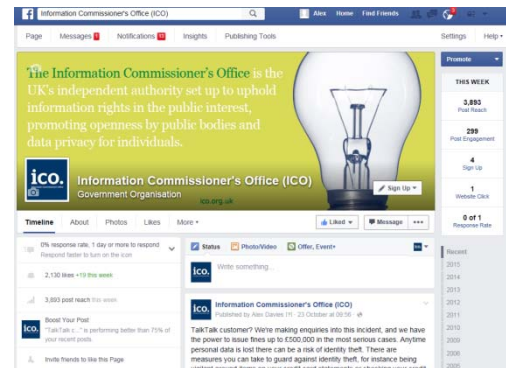 Information Commissioner's Office (ICO)
Alex Home Find Friends
Page Messages Notifications Insights Publishing Tools Settings Help
Promote
The Information Commissioner's Office is the
UK's independent authority set up to uphold
information rights in the public interest,
promoting openness by public bodies and
data privacy for individuals.
ico.
Information Commissioner's Office (ICO)
Government Organisation
ico.org.uk
Sign Up
THIS WEEK
3,893
Post Reach
299
Post Engagement
4
Sign Up
1
Website Click
0 of 1
Response Rate
Timeline About Photos Likes More
Liked Message
0% response rate, 1 day or more to respond
Respond faster to turn on the icon
2,130 likes +19 this week
3,893 post reach this week
Boost Your Post
"TalkTalk c..." is performing better than 75% of
your recent posts.
Invite friends to like this Page
Status Photo/Video Offer, Event+
ico. Write something...
ico. Information Commissioner's Office (ICO)
Published by Alex Davies · 23 October at 09:56
TalkTalk customer? We're making enquiries into this incident, and we have
the power to issue fines up to £500,000 in the most serious cases. Anytime
personal data is lost there can be a risk of identity theft. There are
measures you can take to guard against identity theft, for instance being
Recent
2015
2014
2013
2012
2011
2010
2009
2006
2005